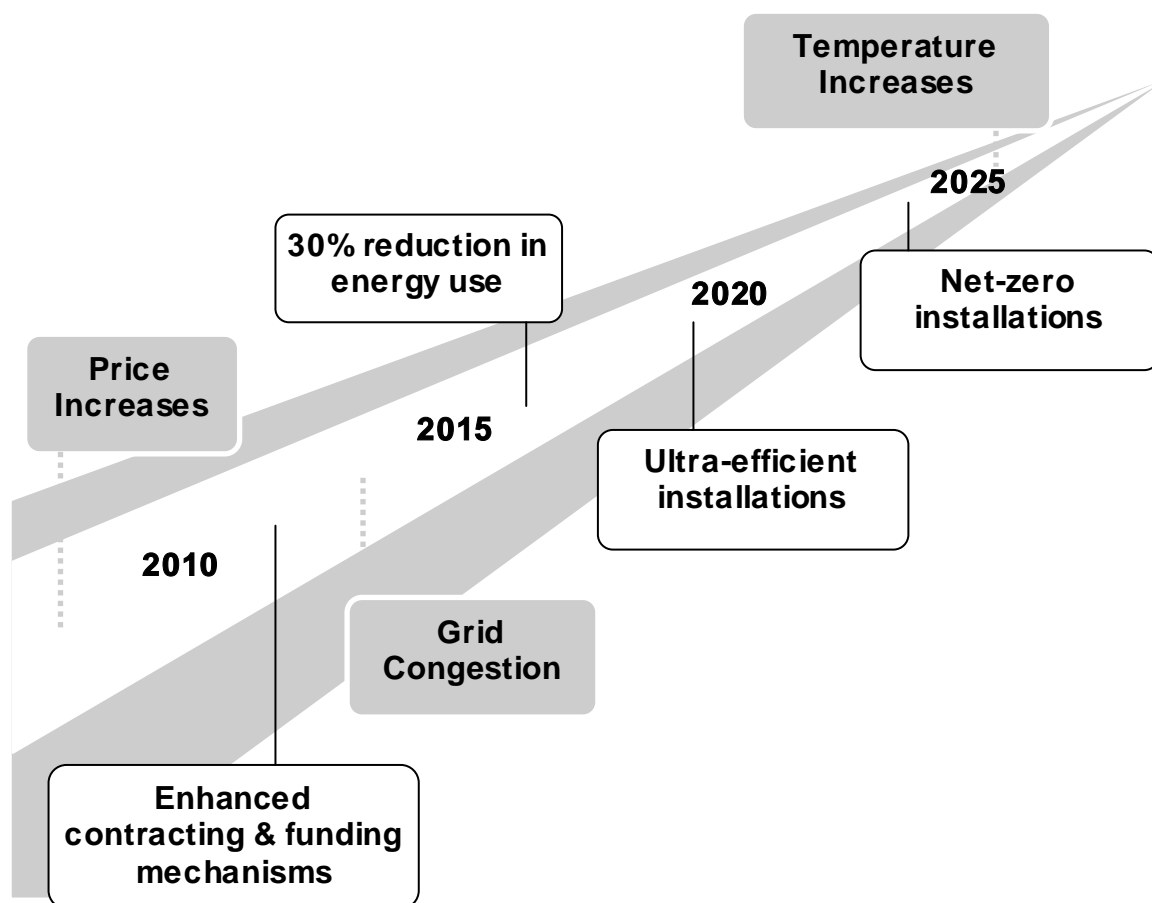 Temperature
Increases
2025
30% reduction in
energy use
2020
Net-zero
installations
Price
Increases
2015
Ultra-efficient
installations
2010
Grid
Congestion
Enhanced
contracting & funding
mechanisms